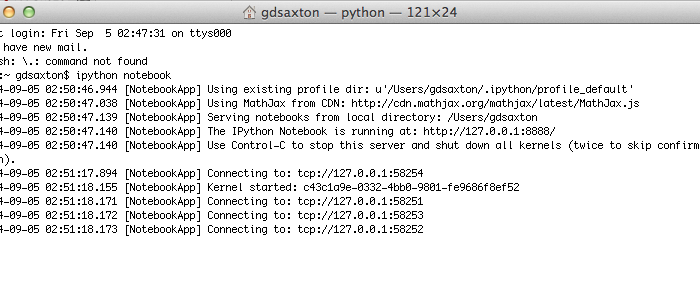 gdsaxton — python — 121×24
t login: Fri Sep  5 02:47:31 on ttys000
have new mail.
sh: \.: command not found
:~ gdsaxton$ ipython notebook
4-09-05 02:50:46.944 [NotebookApp] Using existing profile dir: u'/Users/gdsaxton/.ipython/profile_default'
4-09-05 02:50:47.038 [NotebookApp] Using MathJax from CDN: http://cdn.mathjax.org/mathjax/latest/MathJax.js
4-09-05 02:50:47.139 [NotebookApp] Serving notebooks from local directory: /Users/gdsaxton
4-09-05 02:50:47.140 [NotebookApp] The IPython Notebook is running at: http://127.0.0.1:8888/
4-09-05 02:50:47.140 [NotebookApp] Use Control-C to stop this server and shut down all kernels (twice to skip confirm
n).
4-09-05 02:51:17.894 [NotebookApp] Connecting to: tcp://127.0.0.1:58254
4-09-05 02:51:18.155 [NotebookApp] Kernel started: c43c1a9e-0332-4bb0-9801-fe9686f8ef52
4-09-05 02:51:18.171 [NotebookApp] Connecting to: tcp://127.0.0.1:58251
4-09-05 02:51:18.172 [NotebookApp] Connecting to: tcp://127.0.0.1:58253
4-09-05 02:51:18.173 [NotebookApp] Connecting to: tcp://127.0.0.1:58252